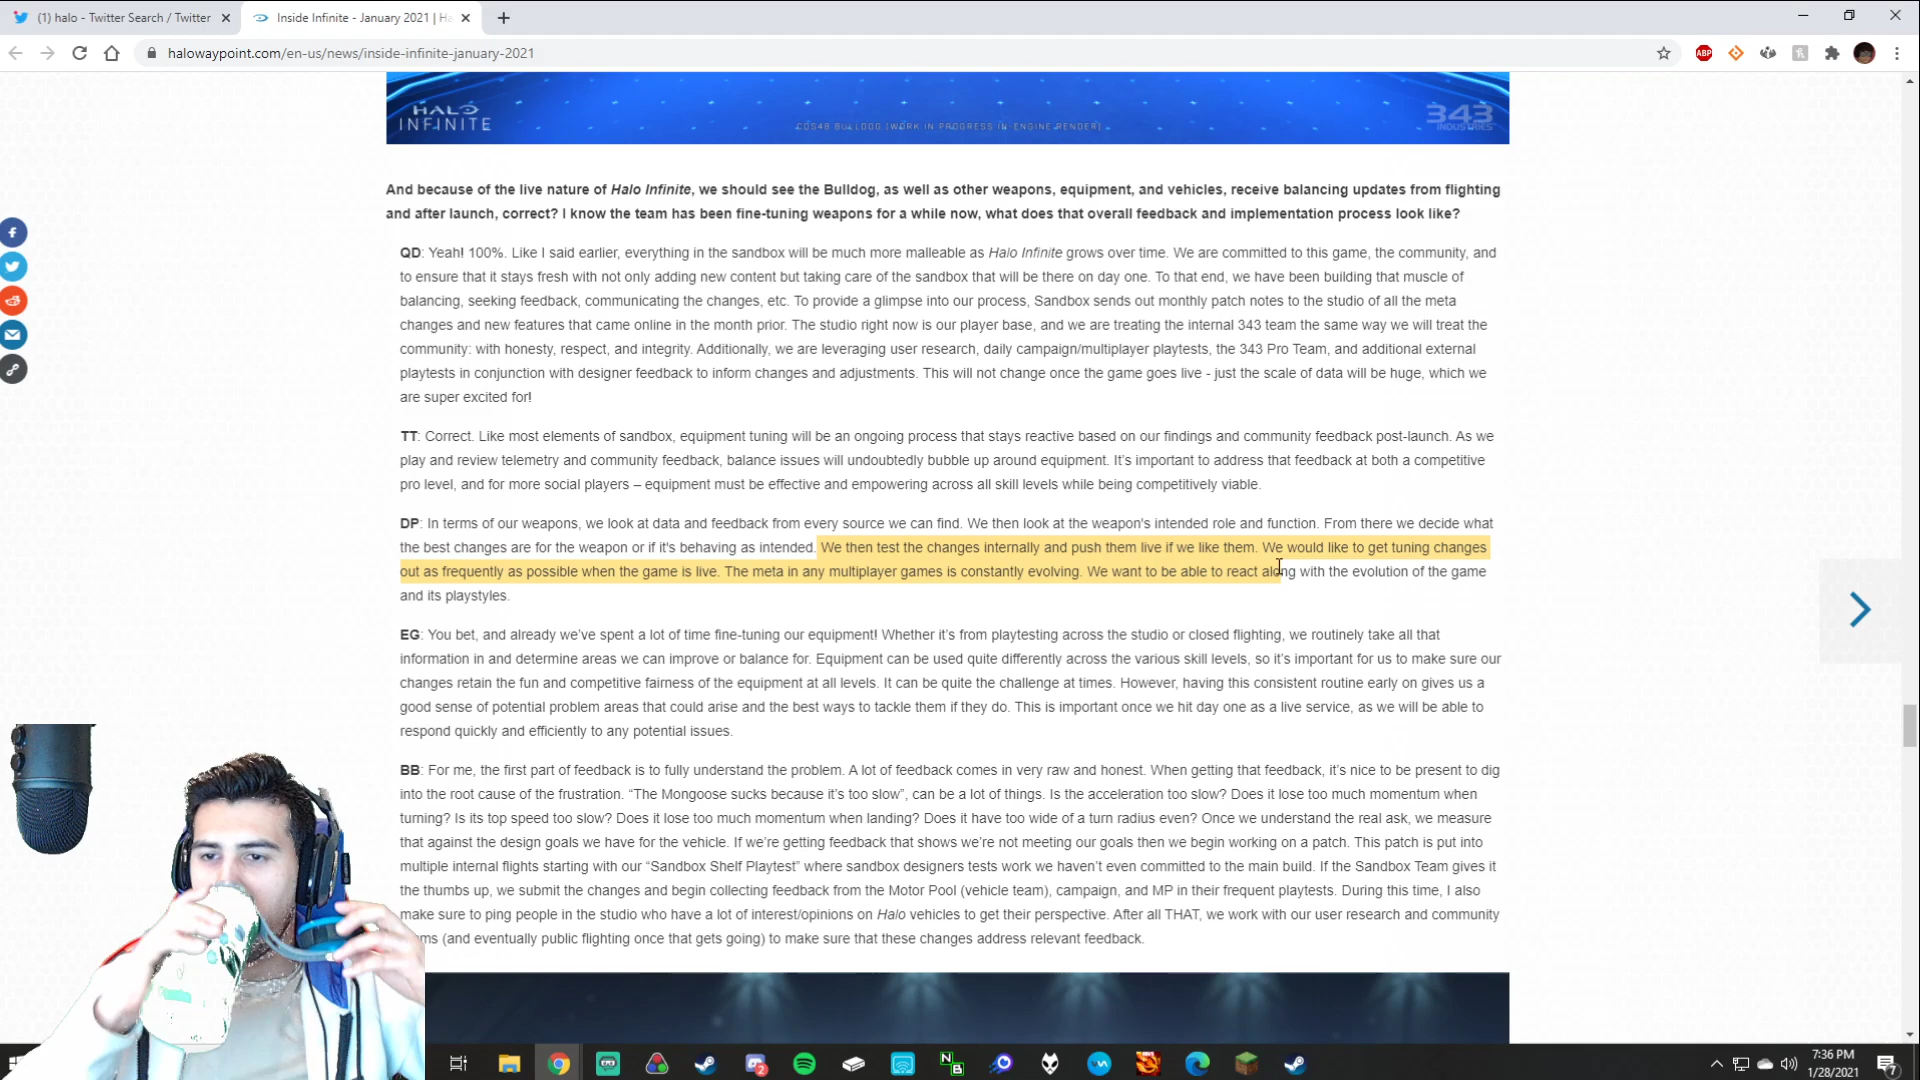 (1) halo - Twitter Search / Twitter
Inside Infinite - January 2021 | Ha
halowaypoint.com/en-us/news/inside-infinite-january-2021
ABP
HALO
INFINITE
CQS48 BULLDOG (WORK IN PROGRESS IN-ENGINE RENDER)
343
INDUSTRIES
And because of the live nature of Halo Infinite, we should see the Bulldog, as well as other weapons, equipment, and vehicles, receive balancing updates from flighting
and after launch, correct? I know the team has been fine-tuning weapons for a while now, what does that overall feedback and implementation process look like?
QD: Yeah! 100%. Like I said earlier, everything in the sandbox will be much more malleable as Halo Infinite grows over time. We are committed to this game, the community, and
to ensure that it stays fresh with not only adding new content but taking care of the sandbox that will be there on day one. To that end, we have been building that muscle of
balancing, seeking feedback, communicating the changes, etc. To provide a glimpse into our process, Sandbox sends out monthly patch notes to the studio of all the meta
changes and new features that came online in the month prior. The studio right now is our player base, and we are treating the internal 343 team the same way we will treat the
community: with honesty, respect, and integrity. Additionally, we are leveraging user research, daily campaign/multiplayer playtests, the 343 Pro Team, and additional external
playtests in conjunction with designer feedback to inform changes and adjustments. This will not change once the game goes live - just the scale of data will be huge, which we
are super excited for!
TT: Correct. Like most elements of sandbox, equipment tuning will be an ongoing process that stays reactive based on our findings and community feedback post-launch. As we
play and review telemetry and community feedback, balance issues will undoubtedly bubble up around equipment. It's important to address that feedback at both a competitive
pro level, and for more social players – equipment must be effective and empowering across all skill levels while being competitively viable.
DP: In terms of our weapons, we look at data and feedback from every source we can find. We then look at the weapon's intended role and function. From there we decide what
the best changes are for the weapon or if it's behaving as intended. We then test the changes internally and push them live if we like them. We would like to get tuning changes
out as frequently as possible when the game is live. The meta in any multiplayer games is constantly evolving. We want to be able to react along with the evolution of the game
and its playstyles.
EG: You bet, and already we've spent a lot of time fine-tuning our equipment! Whether it's from playtesting across the studio or closed flighting, we routinely take all that
information in and determine areas we can improve or balance for. Equipment can be used quite differently across the various skill levels, so it's important for us to make sure our
changes retain the fun and competitive fairness of the equipment at all levels. It can be quite the challenge at times. However, having this consistent routine early on gives us a
good sense of potential problem areas that could arise and the best ways to tackle them if they do. This is important once we hit day one as a live service, as we will be able to
respond quickly and efficiently to any potential issues.
BB: For me, the first part of feedback is to fully understand the problem. A lot of feedback comes in very raw and honest. When getting that feedback, it's nice to be present to dig
into the root cause of the frustration. “The Mongoose sucks because it's too slow”, can be a lot of things. Is the acceleration too slow? Does it lose too much momentum when
turning? Is its top speed too slow? Does it lose too much momentum when landing? Does it have too wide of a turn radius even? Once we understand the real ask, we measure
that against the design goals we have for the vehicle. If we're getting feedback that shows we're not meeting our goals then we begin working on a patch. This patch is put into
multiple internal flights starting with our “Sandbox Shelf Playtest” where sandbox designers tests work we haven't even committed to the main build. If the Sandbox Team gives it
the thumbs up, we submit the changes and begin collecting feedback from the Motor Pool (vehicle team), campaign, and MP in their frequent playtests. During this time, I also
make sure to ping people in the studio who have a lot of interest/opinions on Halo vehicles to get their perspective. After all THAT, we work with our user research and community
(and eventually public flighting once that gets going) to make sure that these changes address relevant feedback.
7:36 PM
1/28/2021